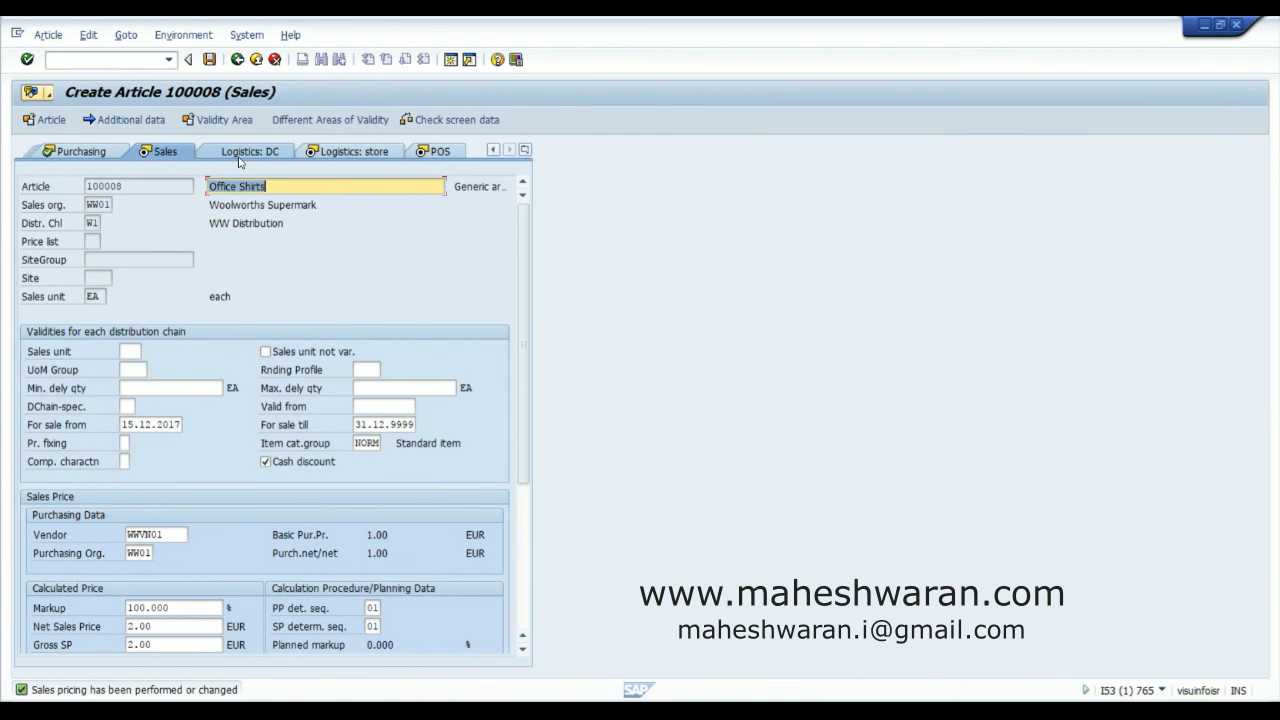 Article Edit Goto Environment System Help
Create Article 100008 (Sales)
Article Additional data Validity Area Different Areas of Validity Check screen data
Purchasing Sales Logistics: DC Logistics: store POS
Article 100008 Office Shirts Generic ar...
Sales org. WW01 Woolworths Supermark
Distr. Chl W1 WW Distribution
Price list
SiteGroup
Site
Sales unit EA each
Validities for each distribution chain
Sales unit Sales unit not var.
UoM Group Rnding Profile
Min. dely qty EA Max. dely qty EA
DChain-spec. Valid from
For sale from 15.12.2017 For sale till 31.12.9999
Pr. fixing Item cat.group NORM Standard item
Comp. charactn Cash discount
Sales Price
Purchasing Data
Vendor WWVN01 Basic Pur.Pr. 1.00 EUR
Purchasing Org. WW01 Purch.net/net 1.00 EUR
Calculated Price Calculation Procedure/Planning Data
Markup 100.000 % PP det. seq. 01
Net Sales Price 2.00 EUR SP determ. seq. 01
Gross SP 2.00 EUR Planned markup 0.000 %
www.maheshwaran.com
maheshwaran.i@gmail.com
Sales pricing has been performed or changed SAP I53 (1) 765 visuinfoisr INS